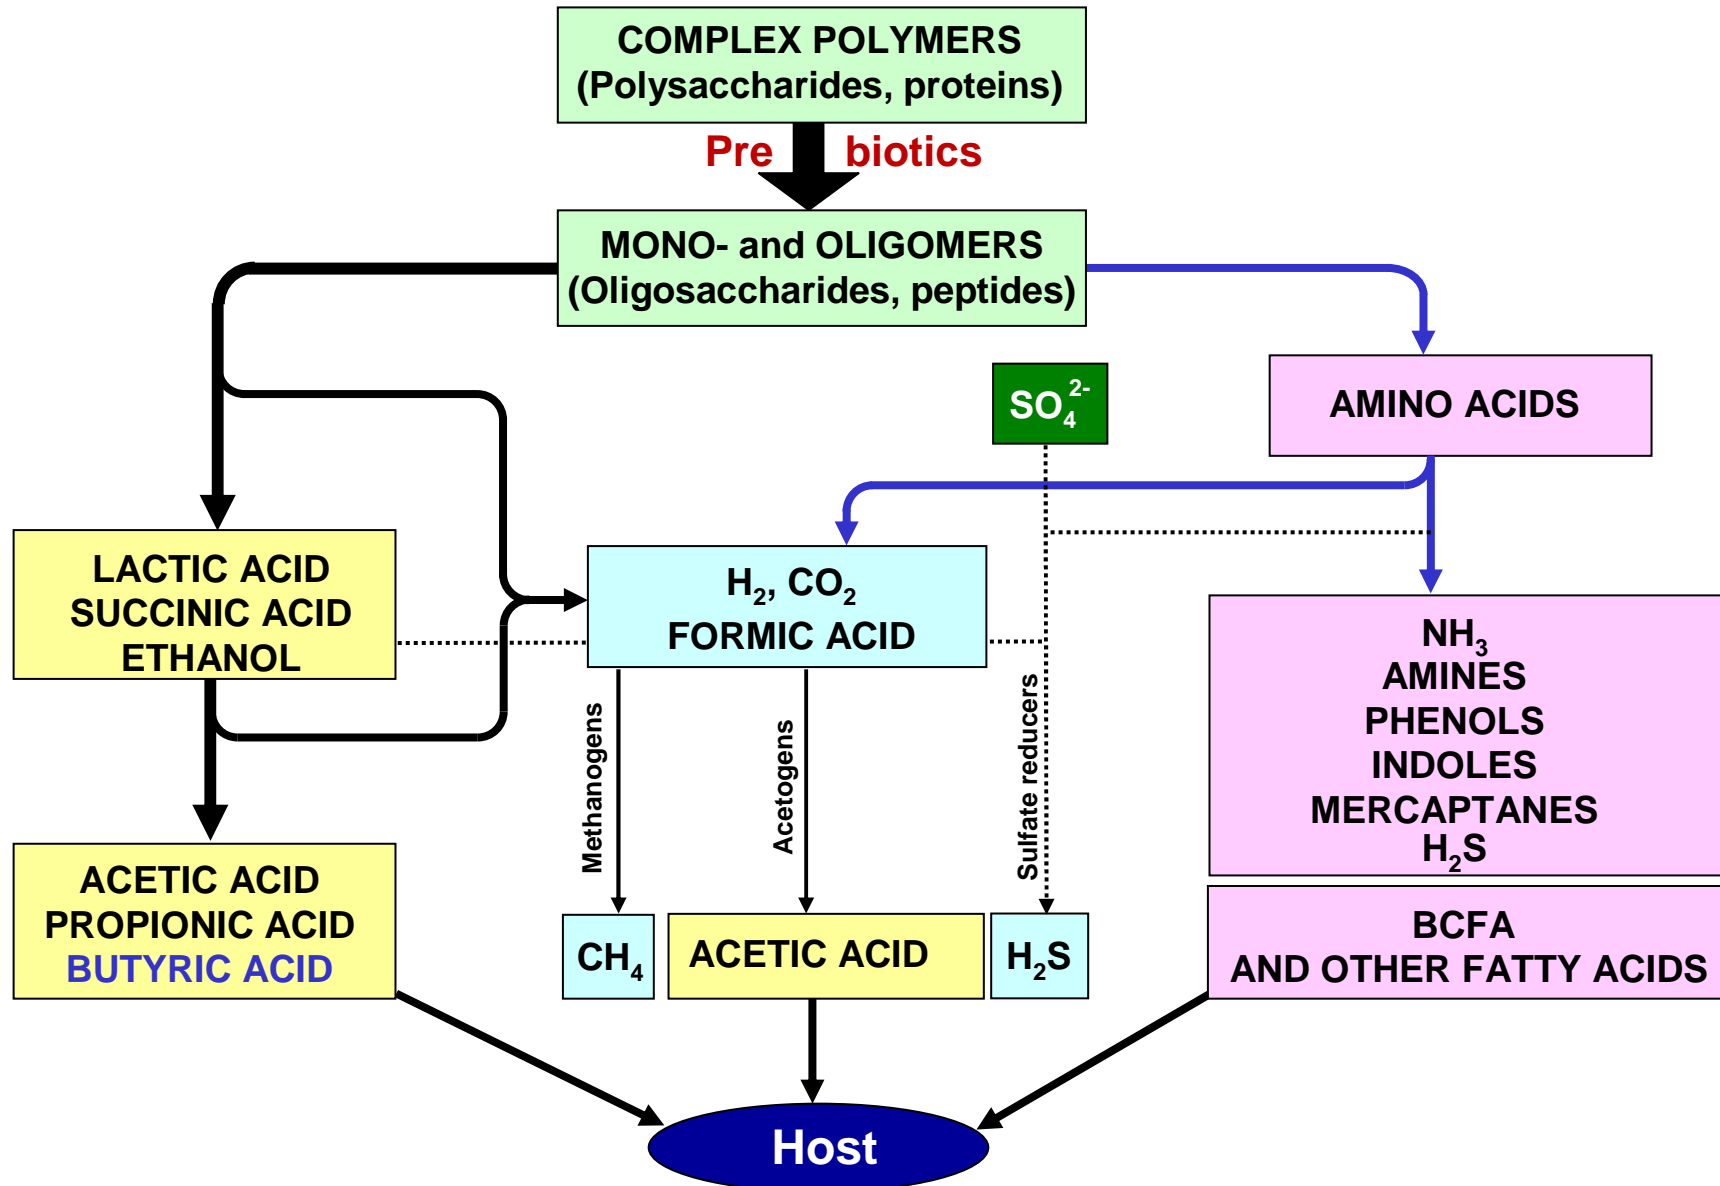 COMPLEX POLYMERS
(Polysaccharides, proteins)
Pre biotics
MONO- and OLIGOMERS
(Oligosaccharides, peptides)
SO₄²⁻
AMINO ACIDS
LACTIC ACID
SUCCINIC ACID
ETHANOL
H₂, CO₂
FORMIC ACID
NH₃
AMINES
PHENOLS
INDOLES
MERCAPTANES
H₂S
Methanogens
Acetogens
Sulfate reducers
ACETIC ACID
PROPIONIC ACID
BUTYRIC ACID
CH₄
ACETIC ACID
H₂S
BCFA
AND OTHER FATTY ACIDS
Host